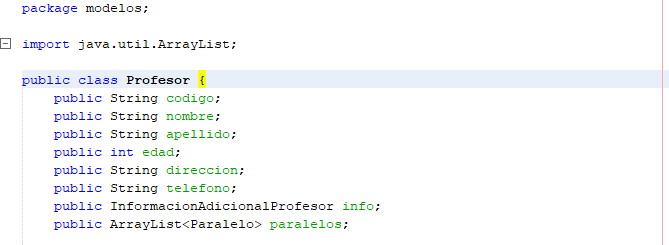 package modelos;
import java.util.ArrayList;
public class Profesor {
public String codigo;
public String nombre;
public String apellido;
public int edad;
public String direccion;
public String telefono;
public InformacionAdicionalProfesor info;
public ArrayList<Paralelo> paralelos;